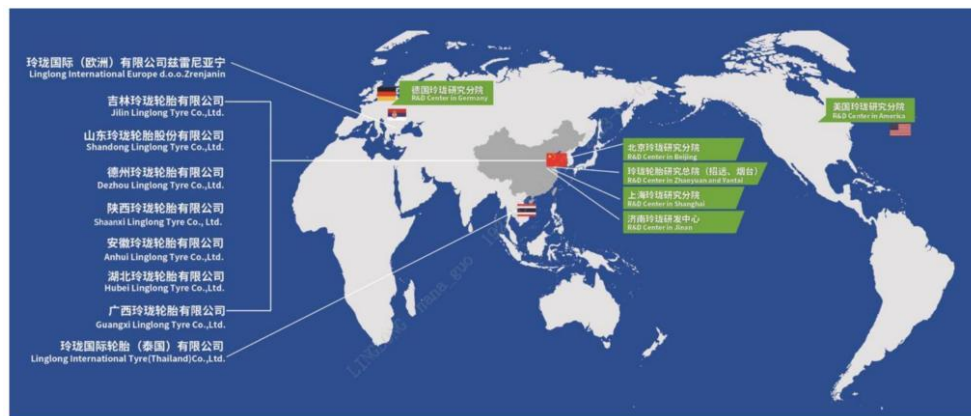 玲珑国际（欧洲）有限公司兹雷尼亚宁
Linglong International Europe d.o.o.Zrenjanin
吉林玲珑轮胎有限公司
Jilin Linglong Tyre Co.,Ltd.
山东玲珑轮胎股份有限公司
Shandong Linglong Tyre Co.,Ltd.
德州玲珑轮胎有限公司
Dezhou Linglong Tyre Co.,Ltd.
陕西玲珑轮胎有限公司
Shaanxi Linglong Tyre Co.,Ltd.
安徽玲珑轮胎有限公司
Anhui Linglong Tyre Co.,Ltd.
湖北玲珑轮胎有限公司
Hubei Linglong Tyre Co.,Ltd.
广西玲珑轮胎有限公司
Guangxi Linglong Tyre Co.,Ltd.
玲珑国际轮胎（泰国）有限公司
Linglong International Tyre(Thailand)Co.,Ltd.
德国玲珑研究分院
R&D Center in Germany
美国玲珑研究分院
R&D Center in America
北京玲珑研究分院
R&D Center in Beijing
玲珑轮胎研究总院（招远、烟台）
R&D Center in Zhaoyuan and Yantai
上海玲珑研究分院
R&D Center in Shanghai
济南玲珑研发中心
R&D Center in Jinan